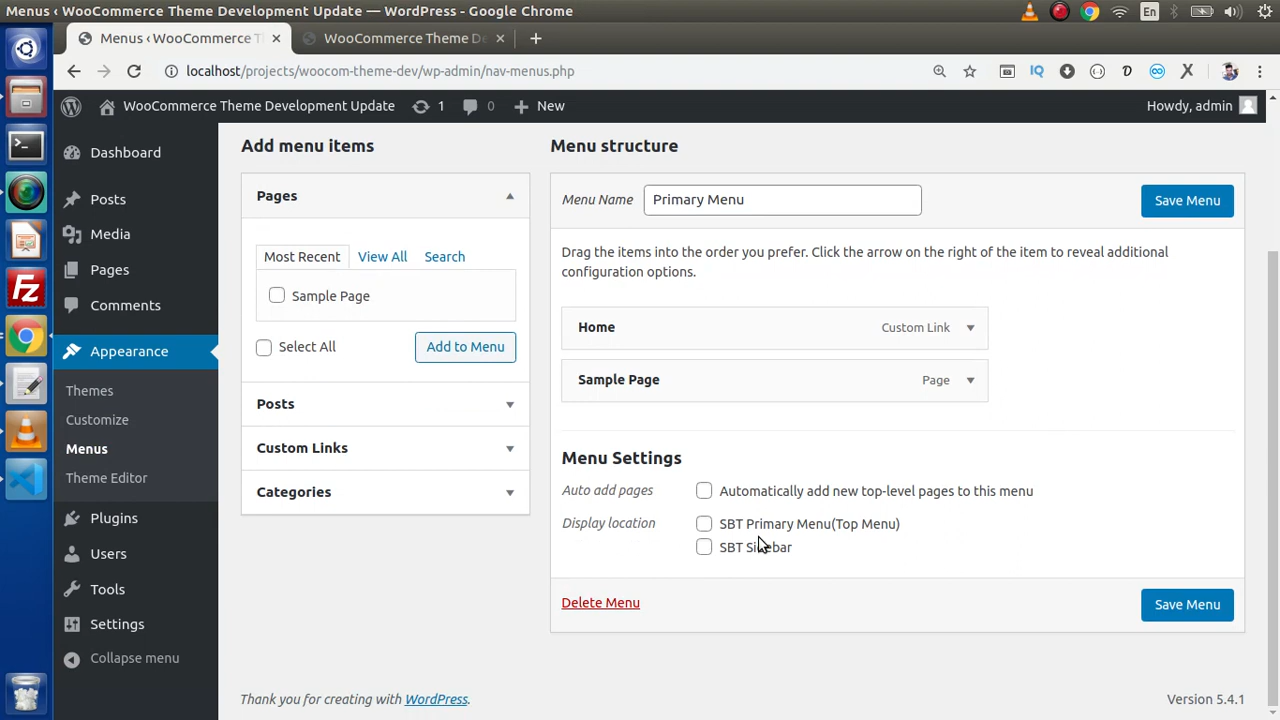 Menus ‹ WooCommerce Theme Development Update — WordPress - Google Chrome
En
Menus ‹ WooCommerce T
WooCommerce Theme De
localhost/projects/woocom-theme-dev/wp-admin/nav-menus.php
IQ
WooCommerce Theme Development Update
1
0
New
Howdy, admin
Dashboard
Posts
Media
Pages
Comments
Appearance
Themes
Customize
Menus
Theme Editor
Plugins
Users
Tools
Settings
Collapse menu
Add menu items
Pages
Most Recent
View All
Search
Sample Page
Select All
Add to Menu
Posts
Custom Links
Categories
Menu structure
Menu Name
Primary Menu
Save Menu
Drag the items into the order you prefer. Click the arrow on the right of the item to reveal additional
configuration options.
Home
Custom Link
Sample Page
Page
Menu Settings
Auto add pages
Automatically add new top-level pages to this menu
Display location
SBT Primary Menu(Top Menu)
SBT Sidebar
Delete Menu
Save Menu
Thank you for creating with WordPress.
Version 5.4.1